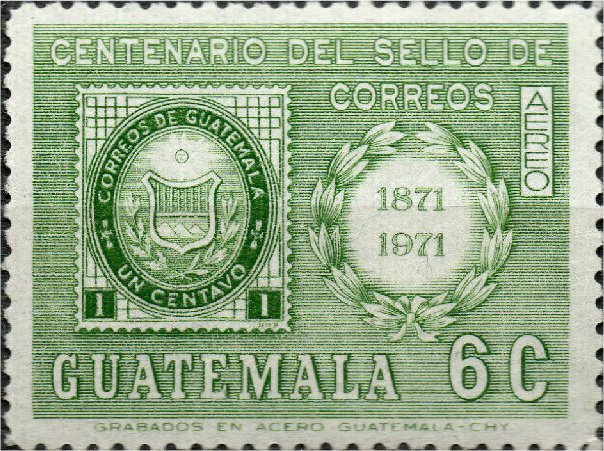 CENTENARIO DEL SELLO DE
CORREOS
AEREO
CORREOS DE GUATEMALA
UN CENTAVO
1 1
1871
1971
GUATEMALA 6C
GRABADOS EN ACERO GUATEMALA-CHY